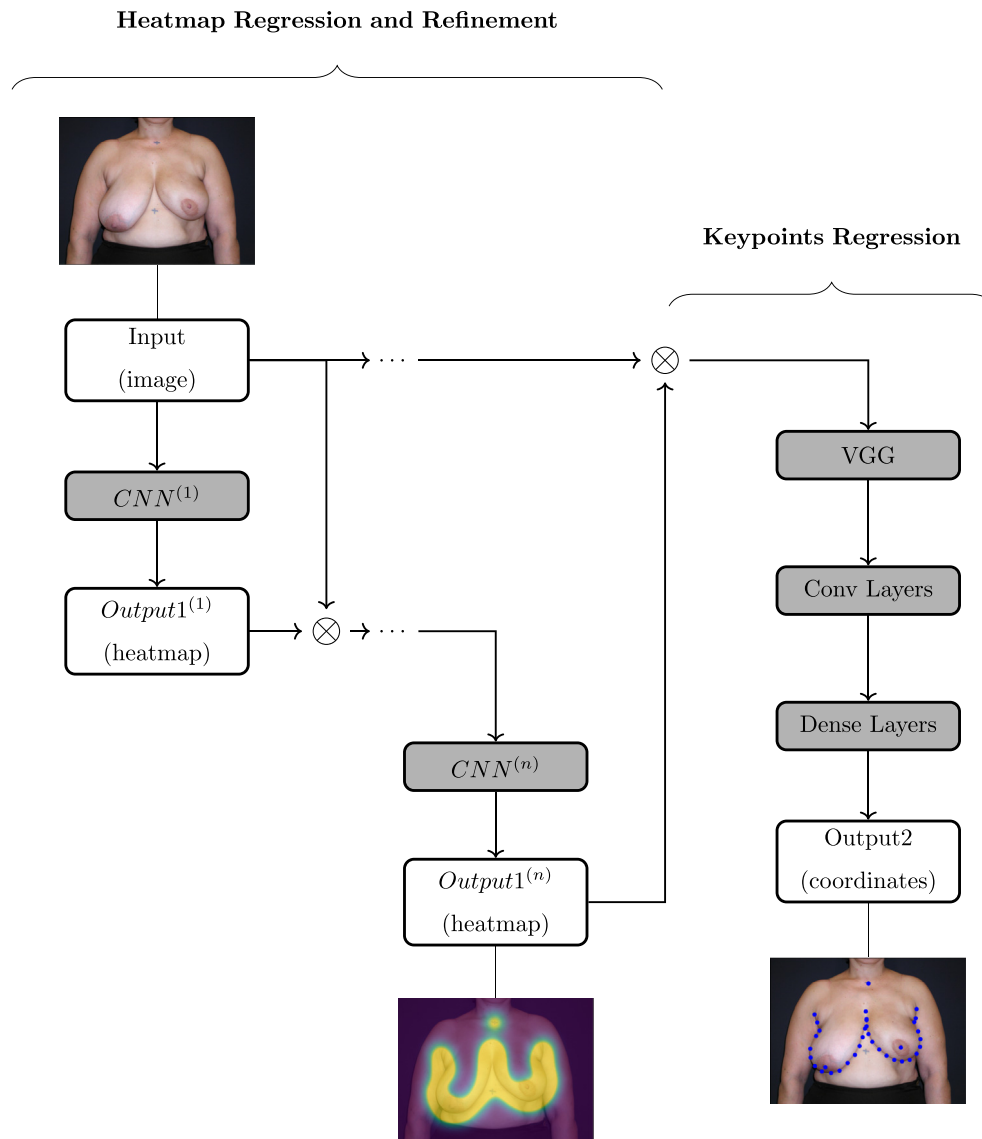 Heatmap Regression and Refinement
Keypoints Regression
Input
(image)
· · ·
VGG
CNN^(1)
Conv Layers
Output1^(1)
(heatmap)
· · ·
Dense Layers
CNN^(n)
Output2
(coordinates)
Output1^(n)
(heatmap)